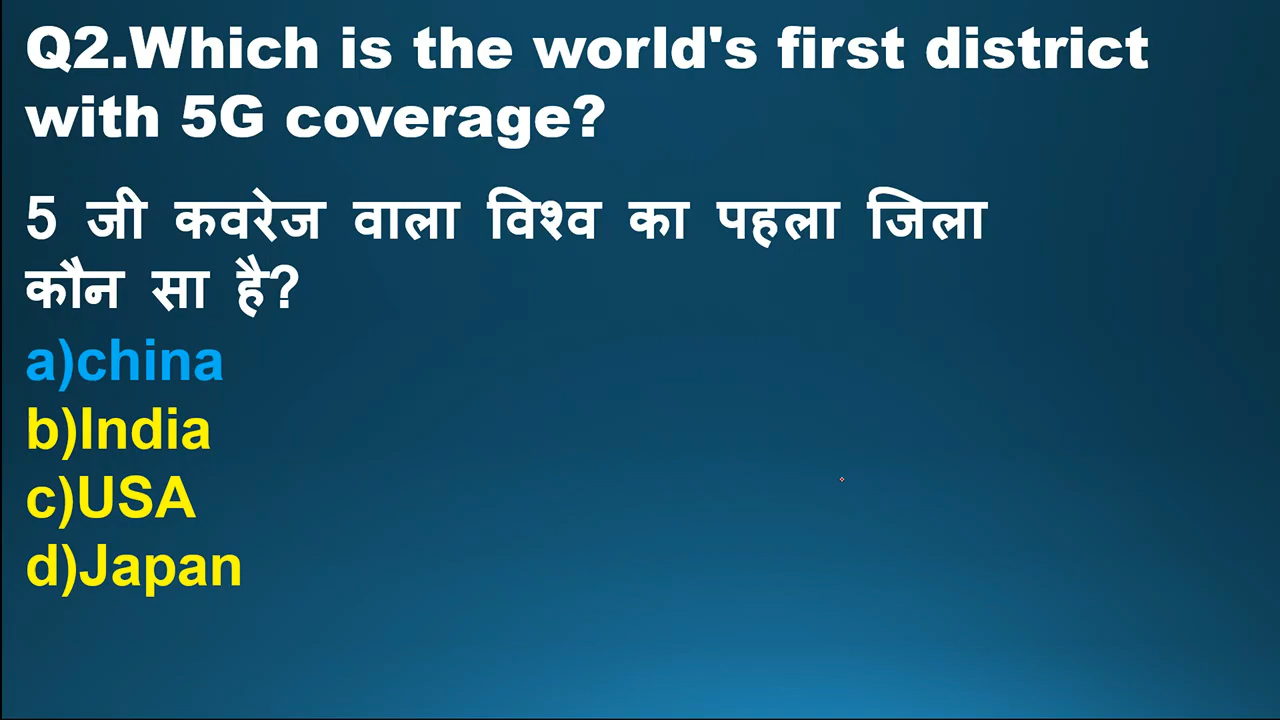 Q2.Which is the world's first district
with 5G coverage?
5 जी कवरेज वाला विश्व का पहला जिला
कौन सा है?
a)china
b)India
c)USA
d)Japan